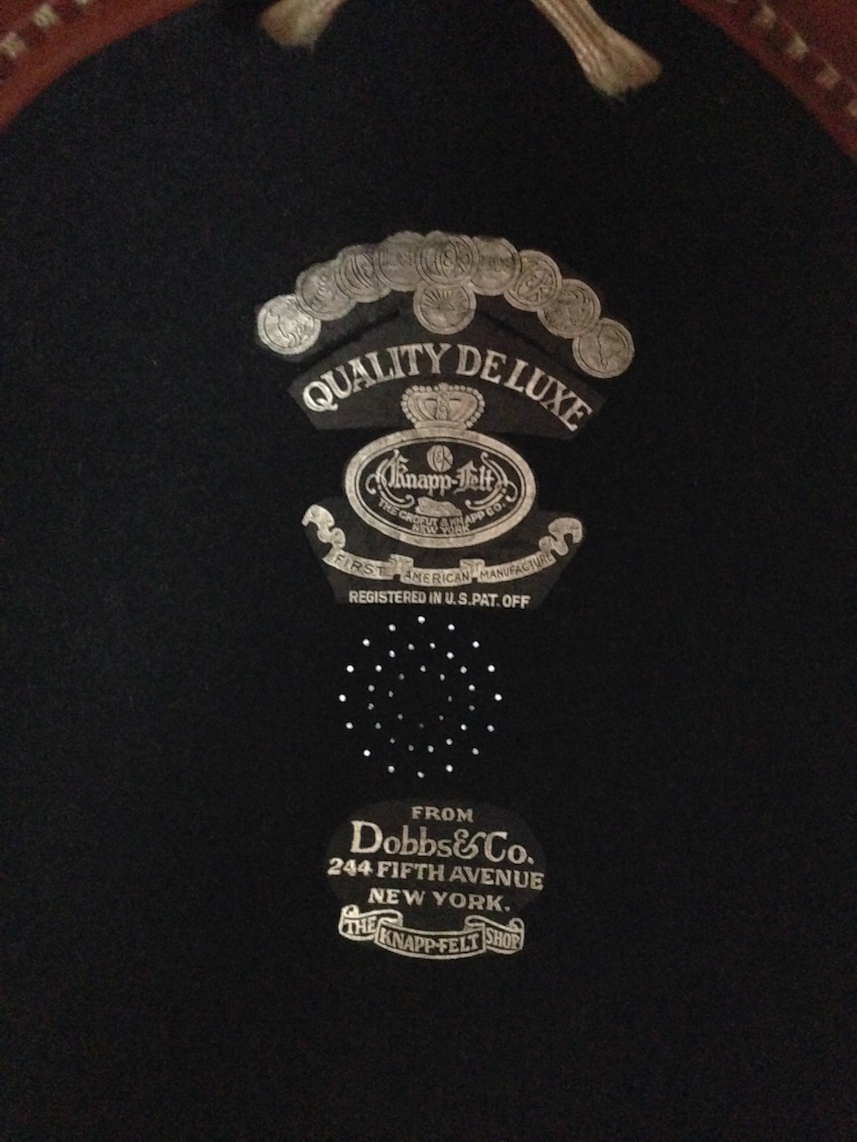 QUALITY DE LUXE
Knapp-Felt
THE CROFUT & KNAPP CO.
NEW YORK
FIRST AMERICAN MANUFACTURE
REGISTERED IN U.S. PAT. OFF
FROM
Dobbs & Co.
244 FIFTH AVENUE
NEW YORK.
THE KNAPP-FELT SHOP